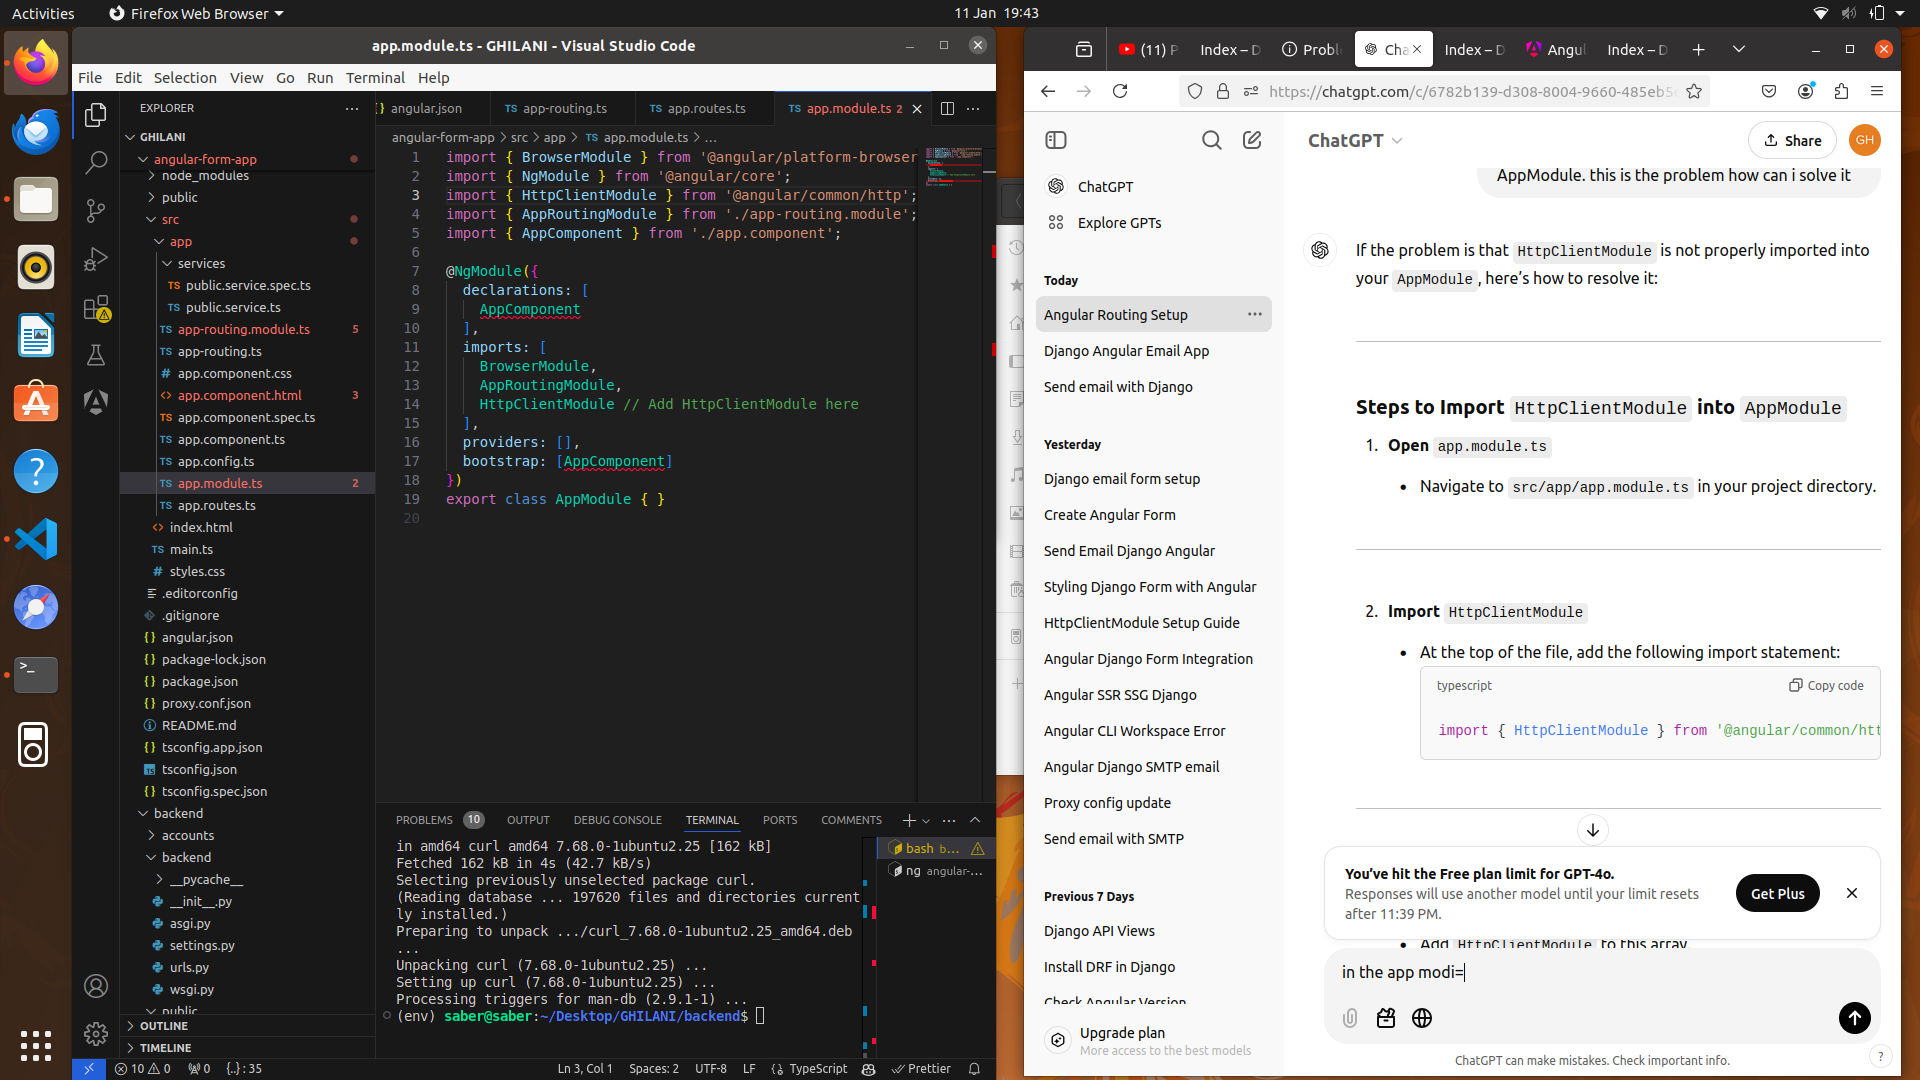 Activities
Firefox Web Browser
11 Jan 19:43
app.module.ts - GHILANI - Visual Studio Code
File Edit Selection View Go Run Terminal Help
EXPLORER
GHILANI
angular-form-app
node_modules
public
src
app
services
TS public.service.spec.ts
TS public.service.ts
TS app-routing.module.ts 5
TS app-routing.ts
# app.component.css
<> app.component.html 3
TS app.component.spec.ts
TS app.component.ts
TS app.config.ts
TS app.module.ts 2
TS app.routes.ts
<> index.html
TS main.ts
# styles.css
.editorconfig
.gitignore
{} angular.json
{} package-lock.json
{} package.json
{} proxy.conf.json
README.md
{} tsconfig.app.json
TS tsconfig.json
{} tsconfig.spec.json
backend
accounts
backend
__pycache__
__init__.py
asgi.py
settings.py
urls.py
wsgi.py
public
OUTLINE
TIMELINE
{} angular.json
TS app-routing.ts
TS app.routes.ts
TS app.module.ts 2
angular-form-app > src > app > TS app.module.ts > ...
1 import { BrowserModule } from '@angular/platform-browser
2 import { NgModule } from '@angular/core';
3 import { HttpClientModule } from '@angular/common/http';
4 import { AppRoutingModule } from './app-routing.module';
5 import { AppComponent } from './app.component';
6
7 @NgModule({
8 declarations: [
9 AppComponent
10 ],
11 imports: [
12 BrowserModule,
13 AppRoutingModule,
14 HttpClientModule // Add HttpClientModule here
15 ],
16 providers: [],
17 bootstrap: [AppComponent]
18 })
19 export class AppModule { }
20
PROBLEMS 10 OUTPUT DEBUG CONSOLE TERMINAL PORTS COMMENTS
in amd64 curl amd64 7.68.0-1ubuntu2.25 [162 kB]
Fetched 162 kB in 4s (42.7 kB/s)
Selecting previously unselected package curl.
(Reading database ... 197620 files and directories current
ly installed.)
Preparing to unpack .../curl_7.68.0-1ubuntu2.25_amd64.deb
...
Unpacking curl (7.68.0-1ubuntu2.25) ...
Setting up curl (7.68.0-1ubuntu2.25) ...
Processing triggers for man-db (2.9.1-1) ...
(env) saber@saber:~/Desktop/GHILANI/backend$
bash b...
ng angular-...
10 0 0 {..}: 35
Ln 3, Col 1 Spaces: 2 UTF-8 LF {} TypeScript Prettier
(11) P
Index – D
Proble
Cha
Index – D
Angul
Index – D
https://chatgpt.com/c/6782b139-d308-8004-9660-485eb5
ChatGPT
Explore GPTs
Today
Angular Routing Setup
Django Angular Email App
Send email with Django
Yesterday
Django email form setup
Create Angular Form
Send Email Django Angular
Styling Django Form with Angular
HttpClientModule Setup Guide
Angular Django Form Integration
Angular SSR SSG Django
Angular CLI Workspace Error
Angular Django SMTP email
Proxy config update
Send email with SMTP
Previous 7 Days
Django API Views
Install DRF in Django
Check Angular Version
Upgrade plan
More access to the best models
ChatGPT
Share
GH
AppModule. this is the problem how can i solve it
If the problem is that HttpClientModule is not properly imported into
your AppModule, here's how to resolve it:
Steps to Import HttpClientModule into AppModule
1. Open app.module.ts
• Navigate to src/app/app.module.ts in your project directory.
2. Import HttpClientModule
• At the top of the file, add the following import statement:
typescript
Copy code
import { HttpClientModule } from '@angular/common/htt
You've hit the Free plan limit for GPT-4o.
Responses will use another model until your limit resets
after 11:39 PM.
Get Plus
• Add HttpClientModule to this array.
in the app modi=
ChatGPT can make mistakes. Check important info.
?